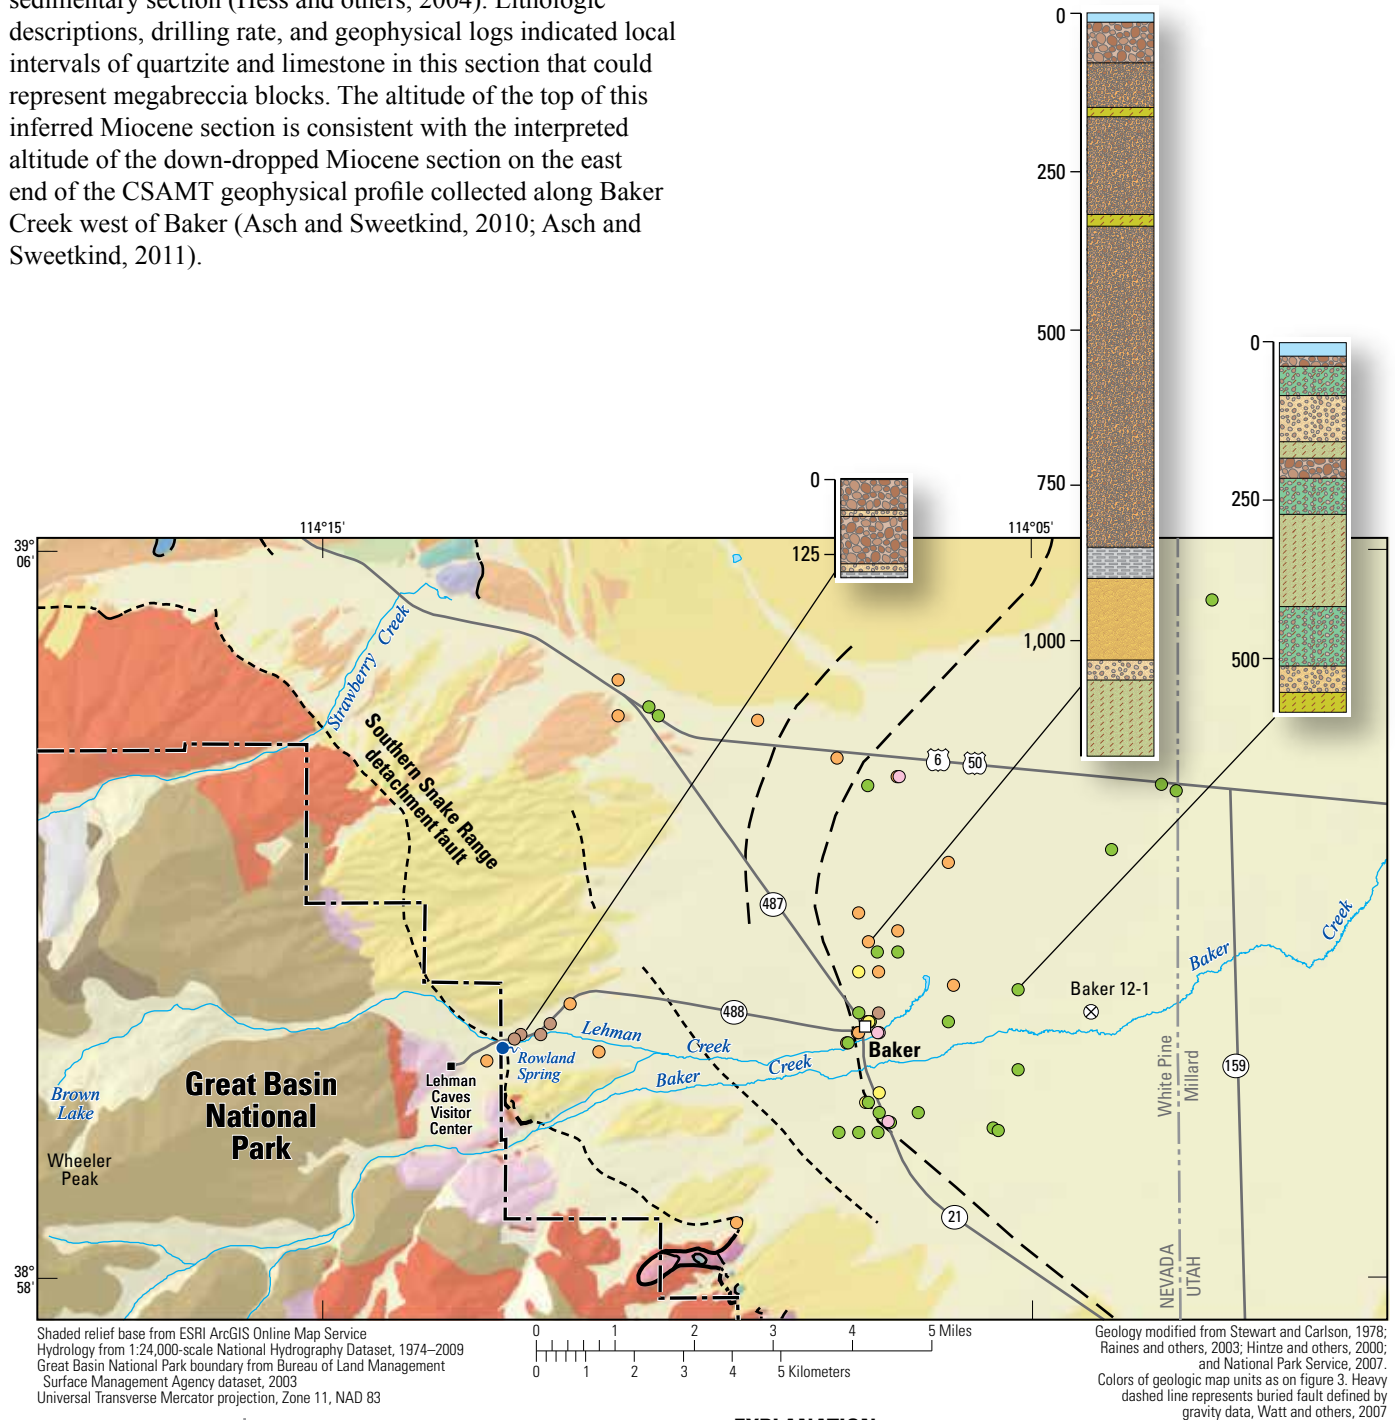 sedimentary section (Hess and others, 2004). Lithologic
descriptions, drilling rate, and geophysical logs indicated local
intervals of quartzite and limestone in this section that could
represent megabreccia blocks. The altitude of the top of this
inferred Miocene section is consistent with the interpreted
altitude of the down-dropped Miocene section on the east
end of the CSAMT geophysical profile collected along Baker
Creek west of Baker (Asch and Sweetkind, 2010; Asch and
Sweetkind, 2011).
0
250
500
750
1,000
0
250
500
0
125
114°15'
114°05'
39°
06'
38°
58'
Strawberry Creek
Southern Snake Range
detachment fault
6
50
487
488
159
21
Baker Creek
Baker 12-1
Baker
Lehman Creek
Baker Creek
Rowland
Spring
Lehman
Caves
Visitor
Center
Great Basin
National
Park
Brown
Lake
Wheeler
Peak
White Pine
Millard
NEVADA
UTAH
Shaded relief base from ESRI ArcGIS Online Map Service
Hydrology from 1:24,000-scale National Hydrography Dataset, 1974–2009
Great Basin National Park boundary from Bureau of Land Management
Surface Management Agency dataset, 2003
Universal Transverse Mercator projection, Zone 11, NAD 83
0 1 2 3 4 5 Miles
0 1 2 3 4 5 Kilometers
Geology modified from Stewart and Carlson, 1978;
Raines and others, 2003; Hintze and others, 2000;
and National Park Service, 2007.
Colors of geologic map units as on figure 3. Heavy
dashed line represents buried fault defined by
gravity data, Watt and others, 2007
EXPLANATION